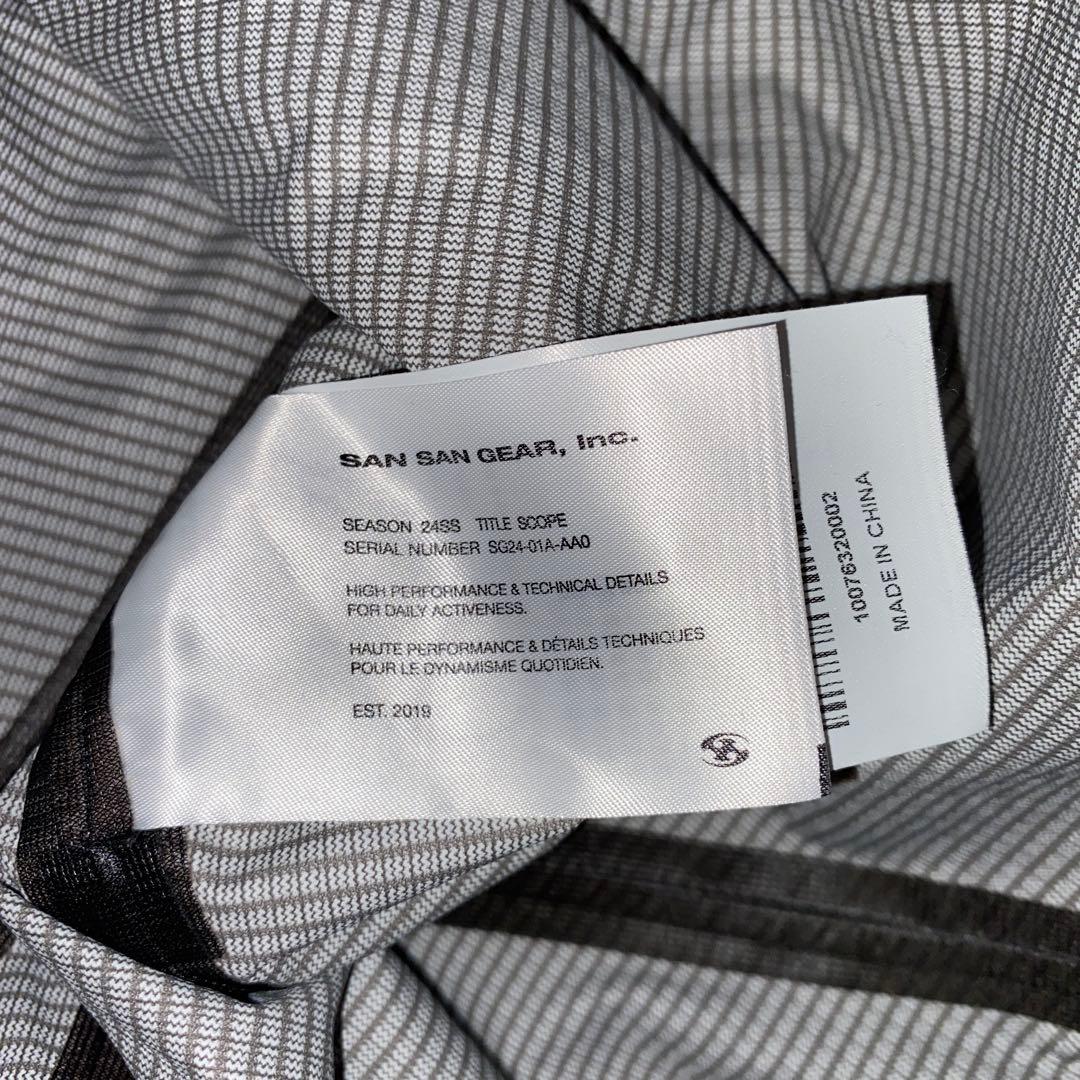 SAN SAN GEAR, Inc.
SEASON 24SS TITLE SCOPE
SERIAL NUMBER SG24-01A-AA0
HIGH PERFORMANCE & TECHNICAL DETAILS
FOR DAILY ACTIVENESS.
HAUTE PERFORMANCE & DÉTAILS TECHNIQUES
POUR LE DYNAMISME QUOTIDIEN.
EST. 2019
10076320002
MADE IN CHINA